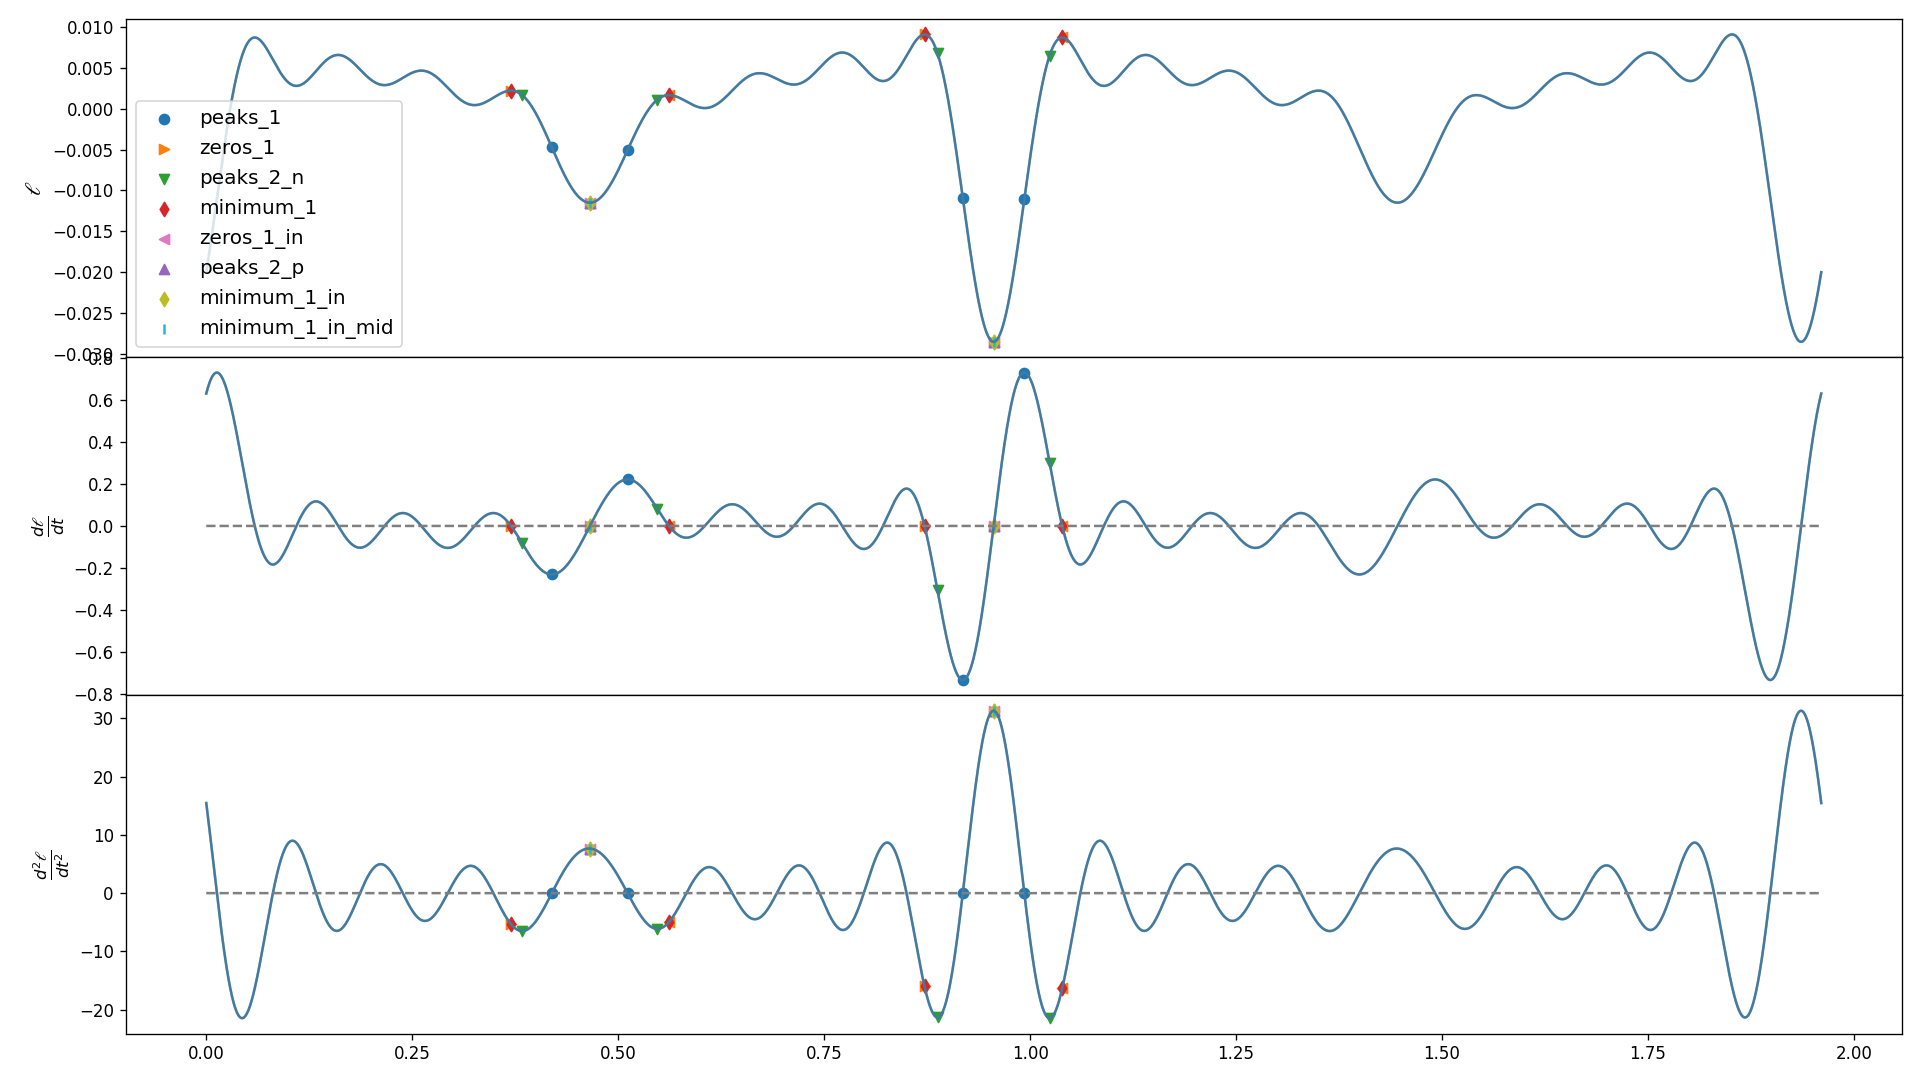 0.010
0.005
0.000
−0.005
−0.010
−0.015
−0.020
−0.025
−0.030
ℓ
peaks_1
zeros_1
peaks_2_n
minimum_1
zeros_1_in
peaks_2_p
minimum_1_in
minimum_1_in_mid
0.8
0.6
0.4
0.2
0.0
−0.2
−0.4
−0.6
−0.8
dℓ
dt
30
20
10
0
−10
−20
d²ℓ
dt²
0.00 0.25 0.50 0.75 1.00 1.25 1.50 1.75 2.00